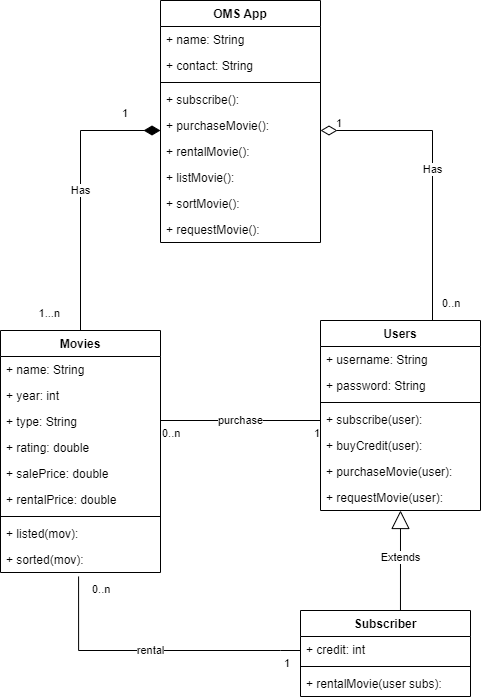 OMS App
+ name: String
+ contact: String
+ subscribe():
+ purchaseMovie():
+ rentalMovie():
+ listMovie():
+ sortMovie():
+ requestMovie():
1
1
Has
Has
1...n
0..n
Movies
+ name: String
+ year: int
+ type: String
+ rating: double
+ salePrice: double
+ rentalPrice: double
+ listed(mov):
+ sorted(mov):
Users
+ username: String
+ password: String
+ subscribe(user):
+ buyCredit(user):
+ purchaseMovie(user):
+ requestMovie(user):
purchase
0..n
1
Extends
0..n
rental
1
Subscriber
+ credit: int
+ rentalMovie(user subs):